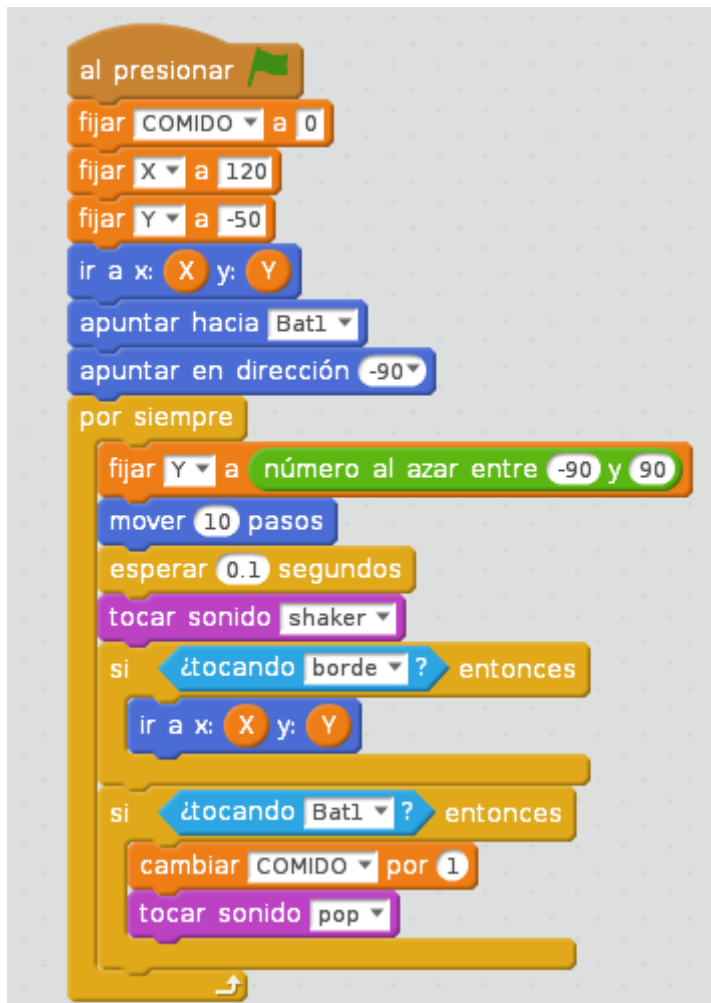 al presionar
fijar COMIDO a 0
fijar X a 120
fijar Y a -50
ir a x: X y: Y
apuntar hacia Bat1
apuntar en dirección -90
por siempre
fijar Y a número al azar entre -90 y 90
mover 10 pasos
esperar 0.1 segundos
tocar sonido shaker
si ¿tocando borde ? entonces
ir a x: X y: Y
si ¿tocando Bat1 ? entonces
cambiar COMIDO por 1
tocar sonido pop